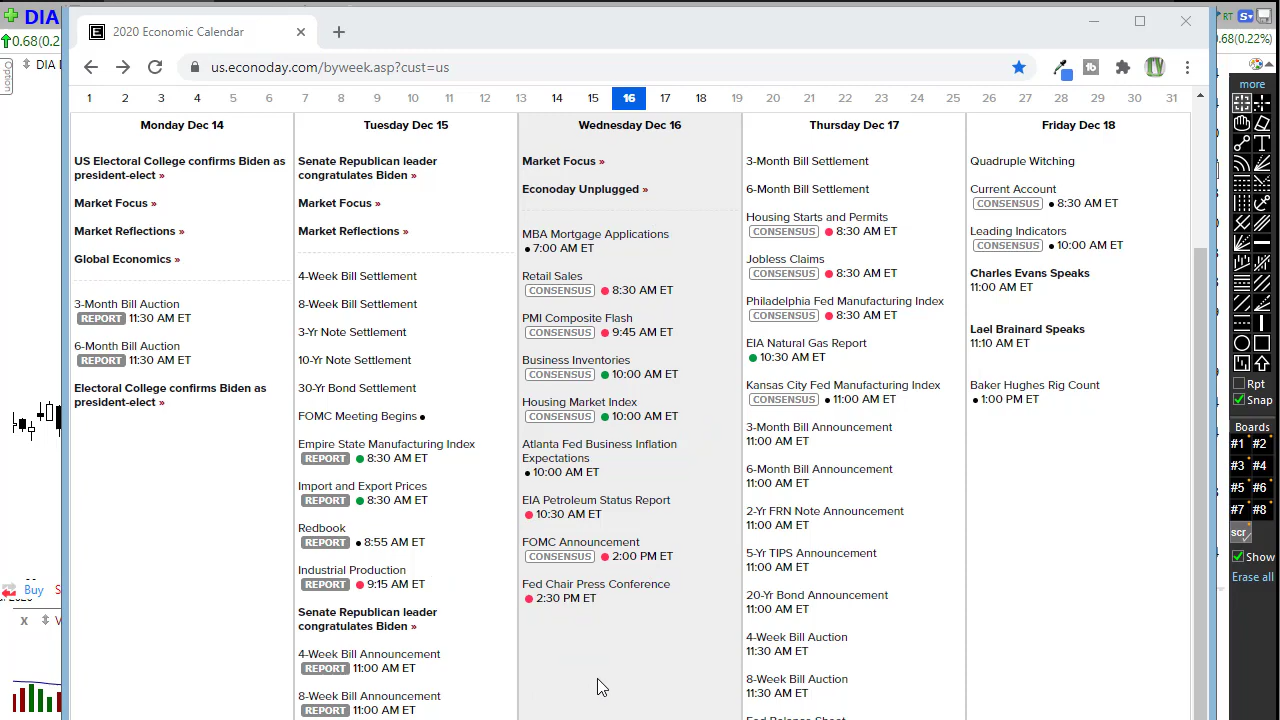 DIA
0.68(0.2
DIA
Option
Buy
2020 Economic Calendar
us.econoday.com/byweek.asp?cust=us
1 2 3 4 5 6 7 8 9 10 11 12 13 14 15 16 17 18 19 20 21 22 23 24 25 26 27 28 29 30 31
Monday Dec 14
US Electoral College confirms Biden as
president-elect »
Market Focus »
Market Reflections »
Global Economics »
3-Month Bill Auction
REPORT 11:30 AM ET
6-Month Bill Auction
REPORT 11:30 AM ET
Electoral College confirms Biden as
president-elect »
Tuesday Dec 15
Senate Republican leader
congratulates Biden »
Market Focus »
Market Reflections »
4-Week Bill Settlement
8-Week Bill Settlement
3-Yr Note Settlement
10-Yr Note Settlement
30-Yr Bond Settlement
FOMC Meeting Begins
Empire State Manufacturing Index
REPORT 8:30 AM ET
Import and Export Prices
REPORT 8:30 AM ET
Redbook
REPORT 8:55 AM ET
Industrial Production
REPORT 9:15 AM ET
Senate Republican leader
congratulates Biden »
4-Week Bill Announcement
REPORT 11:00 AM ET
8-Week Bill Announcement
REPORT 11:00 AM ET
Wednesday Dec 16
Market Focus »
Econoday Unplugged »
MBA Mortgage Applications
7:00 AM ET
Retail Sales
CONSENSUS 8:30 AM ET
PMI Composite Flash
CONSENSUS 9:45 AM ET
Business Inventories
CONSENSUS 10:00 AM ET
Housing Market Index
CONSENSUS 10:00 AM ET
Atlanta Fed Business Inflation
Expectations
10:00 AM ET
EIA Petroleum Status Report
10:30 AM ET
FOMC Announcement
CONSENSUS 2:00 PM ET
Fed Chair Press Conference
2:30 PM ET
Thursday Dec 17
3-Month Bill Settlement
6-Month Bill Settlement
Housing Starts and Permits
CONSENSUS 8:30 AM ET
Jobless Claims
CONSENSUS 8:30 AM ET
Philadelphia Fed Manufacturing Index
CONSENSUS 8:30 AM ET
EIA Natural Gas Report
10:30 AM ET
Kansas City Fed Manufacturing Index
CONSENSUS 11:00 AM ET
3-Month Bill Announcement
11:00 AM ET
6-Month Bill Announcement
11:00 AM ET
2-Yr FRN Note Announcement
11:00 AM ET
5-Yr TIPS Announcement
11:00 AM ET
20-Yr Bond Announcement
11:00 AM ET
4-Week Bill Auction
11:30 AM ET
8-Week Bill Auction
11:30 AM ET
Friday Dec 18
Quadruple Witching
Current Account
CONSENSUS 8:30 AM ET
Leading Indicators
CONSENSUS 10:00 AM ET
Charles Evans Speaks
11:00 AM ET
Lael Brainard Speaks
11:10 AM ET
Baker Hughes Rig Count
1:00 PM ET
RT
.68(0.22%)
more
Rpt
Snap
Boards
#1 #2
#3 #4
#5 #6
#7 #8
scr
Show
Erase all